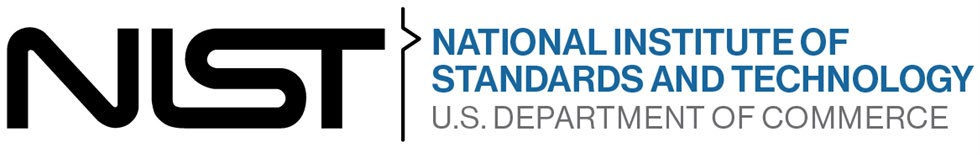 NIST
NATIONAL INSTITUTE OF
STANDARDS AND TECHNOLOGY
U.S. DEPARTMENT OF COMMERCE